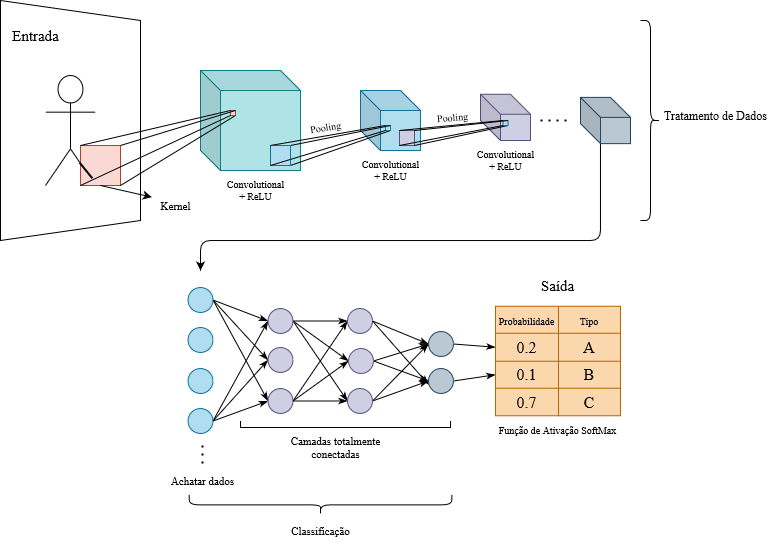 Entrada
Kernel
Convolutional
+ ReLU
Pooling
Convolutional
+ ReLU
Pooling
Convolutional
+ ReLU
Tratamento de Dados
Saída
Probabilidade Tipo
0.2 A
0.1 B
0.7 C
Função de Ativação SoftMax
Camadas totalmente
conectadas
Achatar dados
Classificação